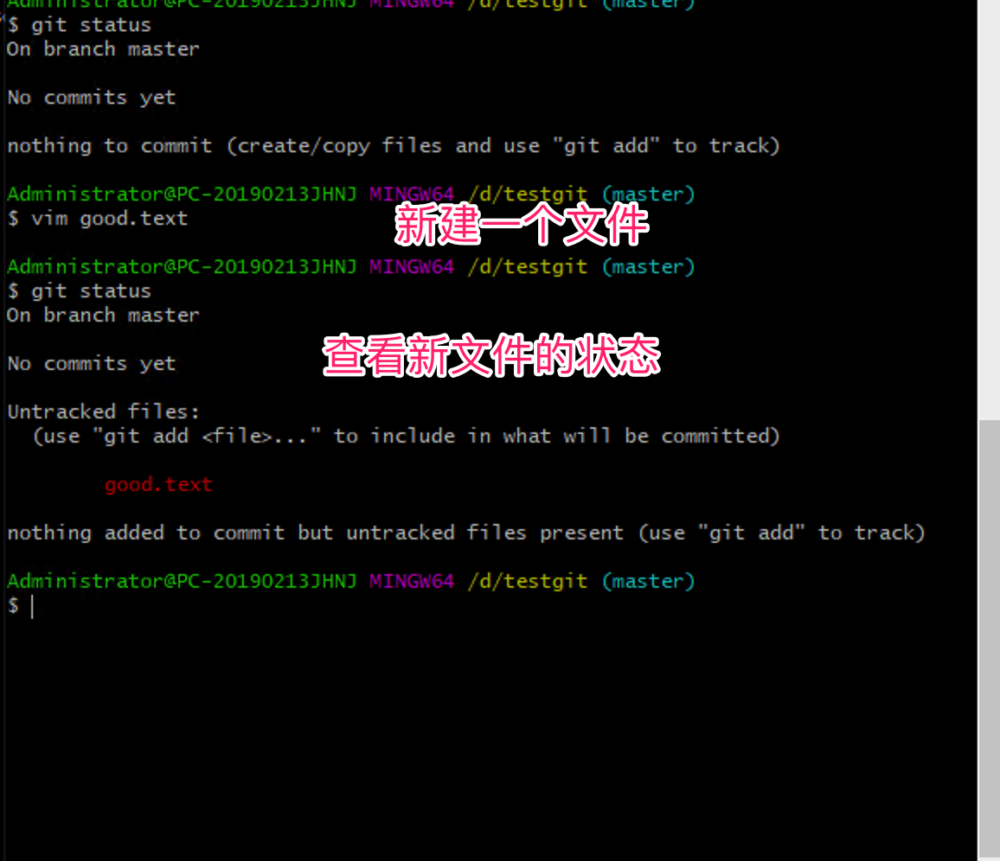 Administrator@PC-20190213JHNJ MINGW64 /d/testgit (master)
$ git status
On branch master
No commits yet
nothing to commit (create/copy files and use "git add" to track)
Administrator@PC-20190213JHNJ MINGW64 /d/testgit (master)
$ vim good.text
新建一个文件
Administrator@PC-20190213JHNJ MINGW64 /d/testgit (master)
$ git status
On branch master
查看新文件的状态
No commits yet
Untracked files:
  (use "git add <file>..." to include in what will be committed)
        good.text
nothing added to commit but untracked files present (use "git add" to track)
Administrator@PC-20190213JHNJ MINGW64 /d/testgit (master)
$